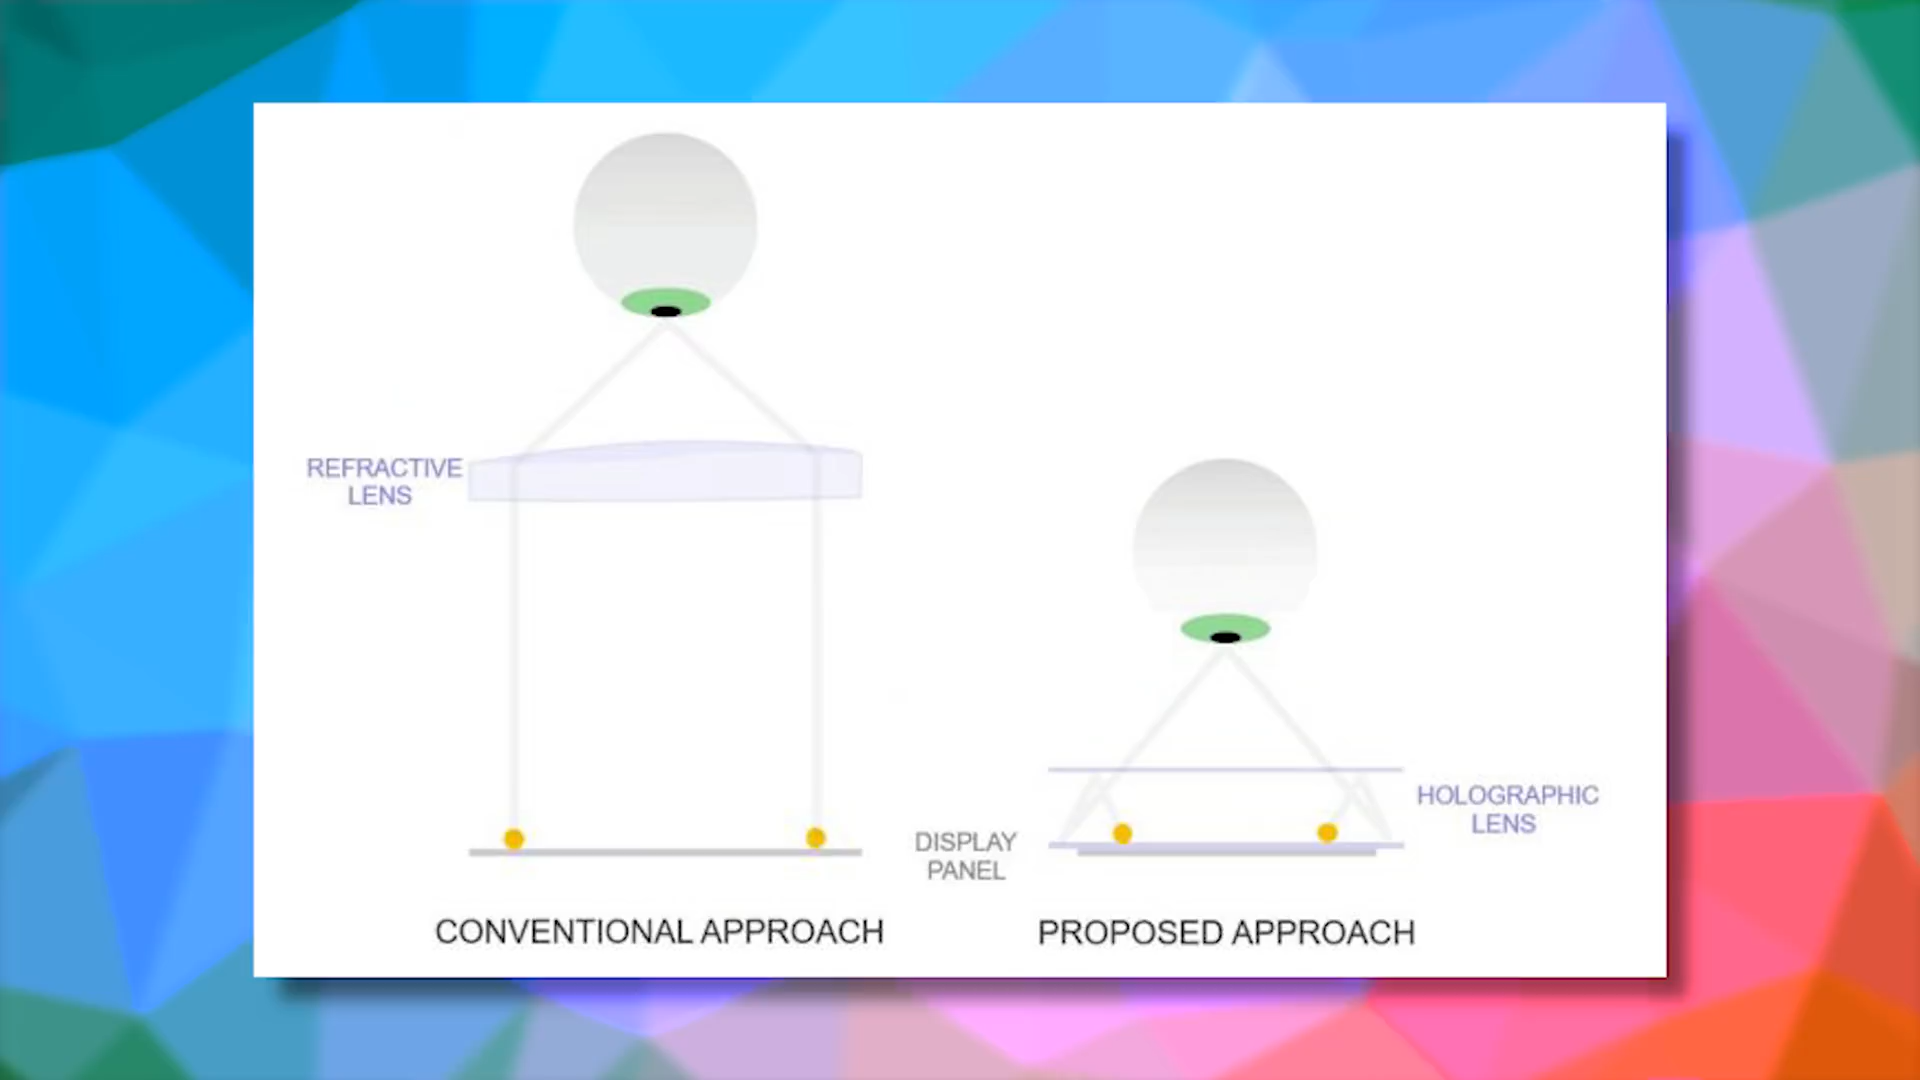 REFRACTIVE
LENS
HOLOGRAPHIC
LENS
DISPLAY
PANEL
CONVENTIONAL APPROACH
PROPOSED APPROACH